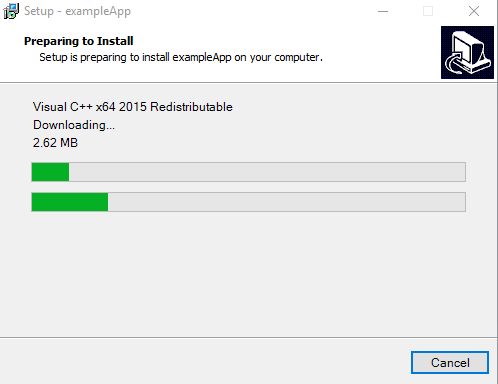 Setup - exampleApp
Preparing to Install
Setup is preparing to install exampleApp on your computer.
Visual C++ x64 2015 Redistributable
Downloading...
2.62 MB
Cancel